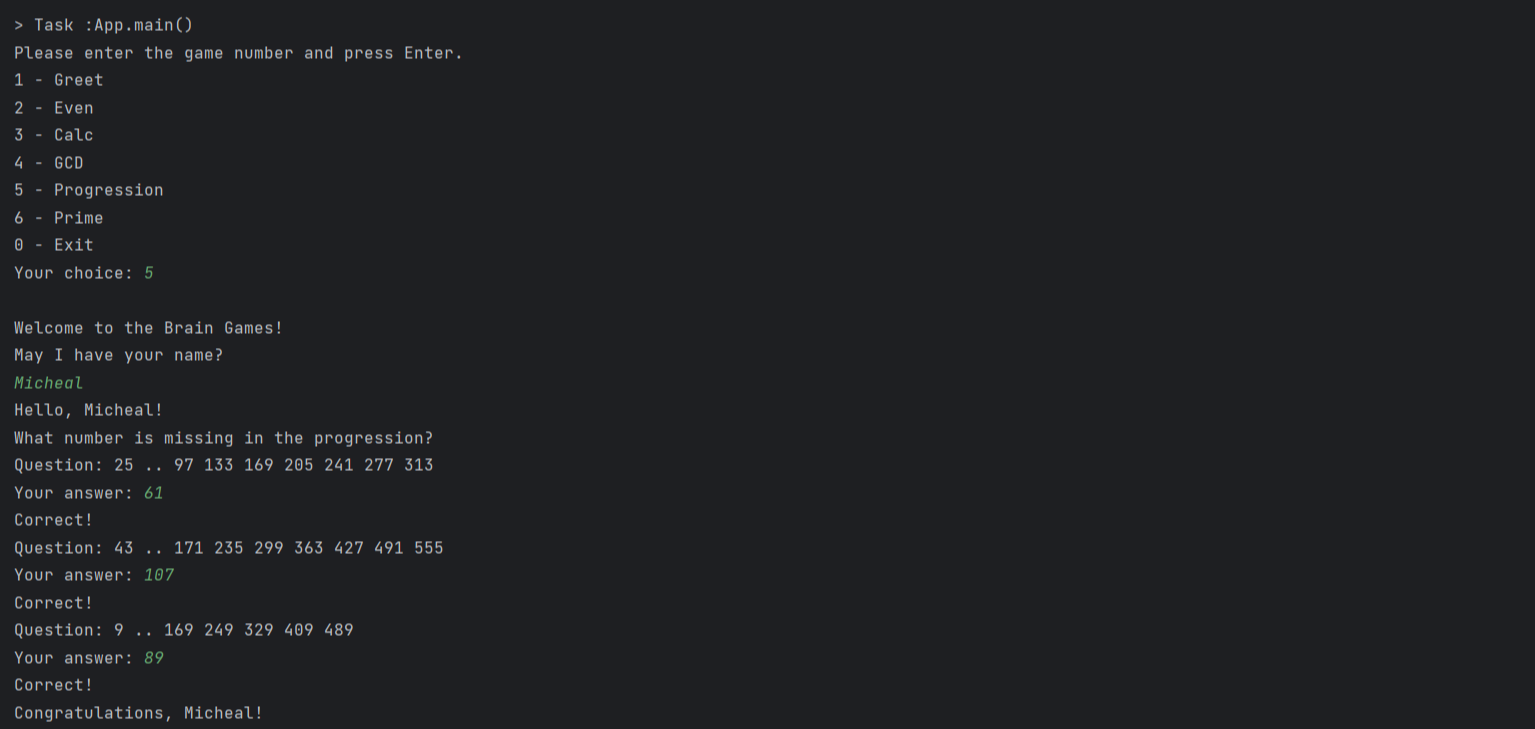 > Task :App.main()
Please enter the game number and press Enter.
1 - Greet
2 - Even
3 - Calc
4 - GCD
5 - Progression
6 - Prime
0 - Exit
Your choice: 5
Welcome to the Brain Games!
May I have your name?
Micheal
Hello, Micheal!
What number is missing in the progression?
Question: 25 .. 97 133 169 205 241 277 313
Your answer: 61
Correct!
Question: 43 .. 171 235 299 363 427 491 555
Your answer: 107
Correct!
Question: 9 .. 169 249 329 409 489
Your answer: 89
Correct!
Congratulations, Micheal!